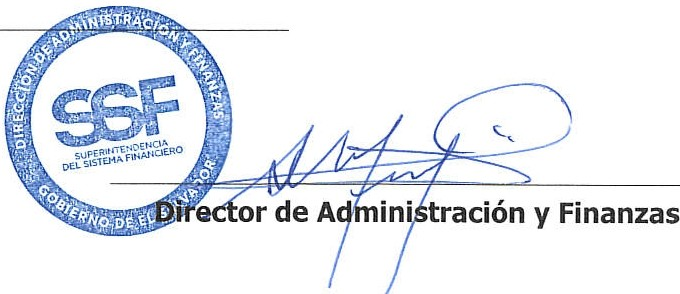 DIRECCIÓN DE ADMINISTRACIÓN Y FINANZAS
SSF
SUPERINTENDENCIA
DEL SISTEMA FINANCIERO
GOBIERNO DE EL SALVADOR
Director de Administración y Finanzas